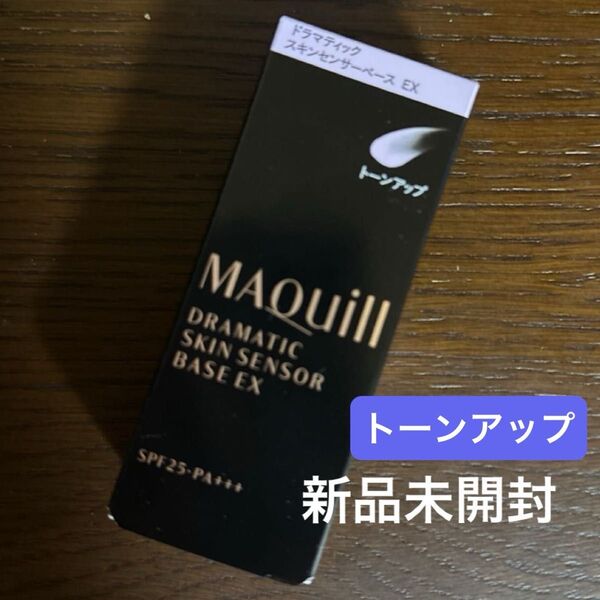 ドラマティック
スキンセンサーベース EX
トーンアップ
MAQuill
DRAMATIC
SKIN SENSOR
BASE EX
SPF25・PA+++
トーンアップ
新品未開封